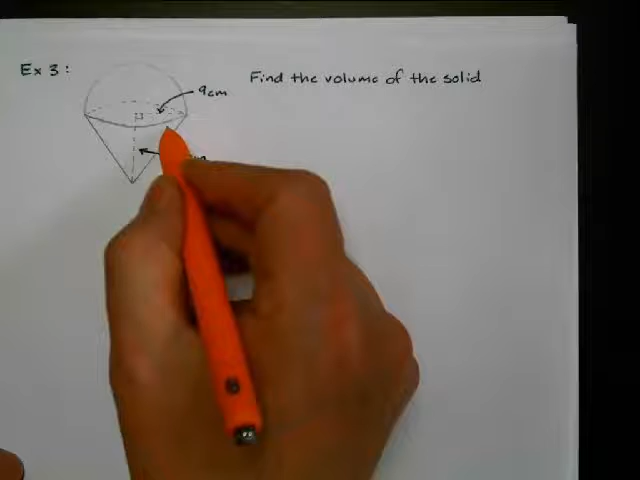 Ex 3:
9cm
Find the volume of the solid